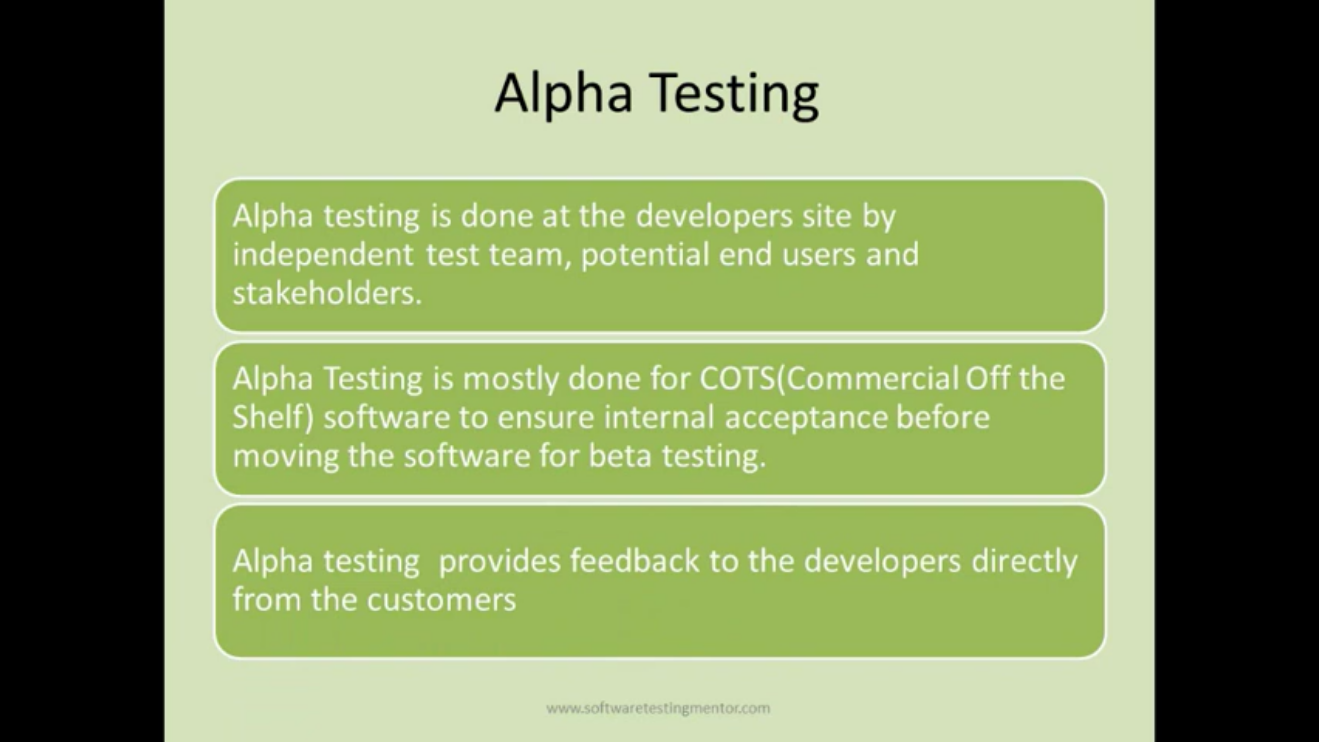 Alpha Testing
Alpha testing is done at the developers site by
independent test team, potential end users and
stakeholders.
Alpha Testing is mostly done for COTS(Commercial Off the
Shelf) software to ensure internal acceptance before
moving the software for beta testing.
Alpha testing  provides feedback to the developers directly
from the customers
www.softwaretestingmentor.com